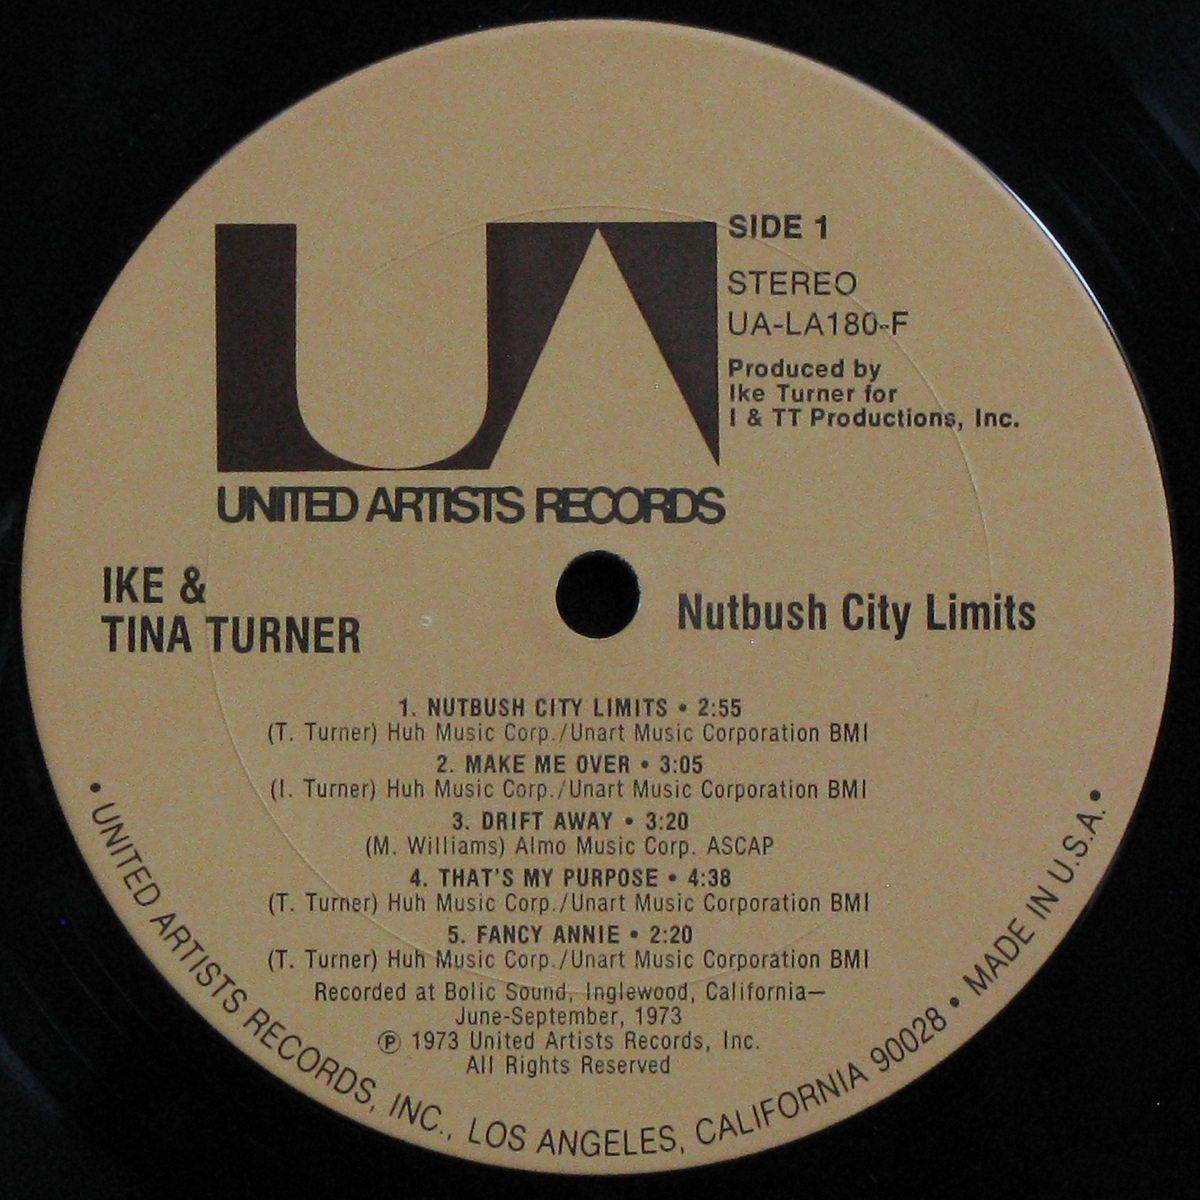 UA
SIDE 1
STEREO
UA-LA180-F
Produced by
Ike Turner for
I & TT Productions, Inc.
UNITED ARTISTS RECORDS
IKE &
TINA TURNER
Nutbush City Limits
1. NUTBUSH CITY LIMITS • 2:55
(T. Turner) Huh Music Corp./Unart Music Corporation BMI
2. MAKE ME OVER • 3:05
(I. Turner) Huh Music Corp./Unart Music Corporation BMI
3. DRIFT AWAY • 3:20
(M. Williams) Almo Music Corp. ASCAP
4. THAT'S MY PURPOSE • 4:38
(T. Turner) Huh Music Corp./Unart Music Corporation BMI
5. FANCY ANNIE • 2:20
(T. Turner) Huh Music Corp./Unart Music Corporation BMI
Recorded at Bolic Sound, Inglewood, California—
June-September, 1973
℗ 1973 United Artists Records, Inc.
All Rights Reserved
• UNITED ARTISTS RECORDS, INC., LOS ANGELES, CALIFORNIA 90028 • MADE IN U.S.A. •